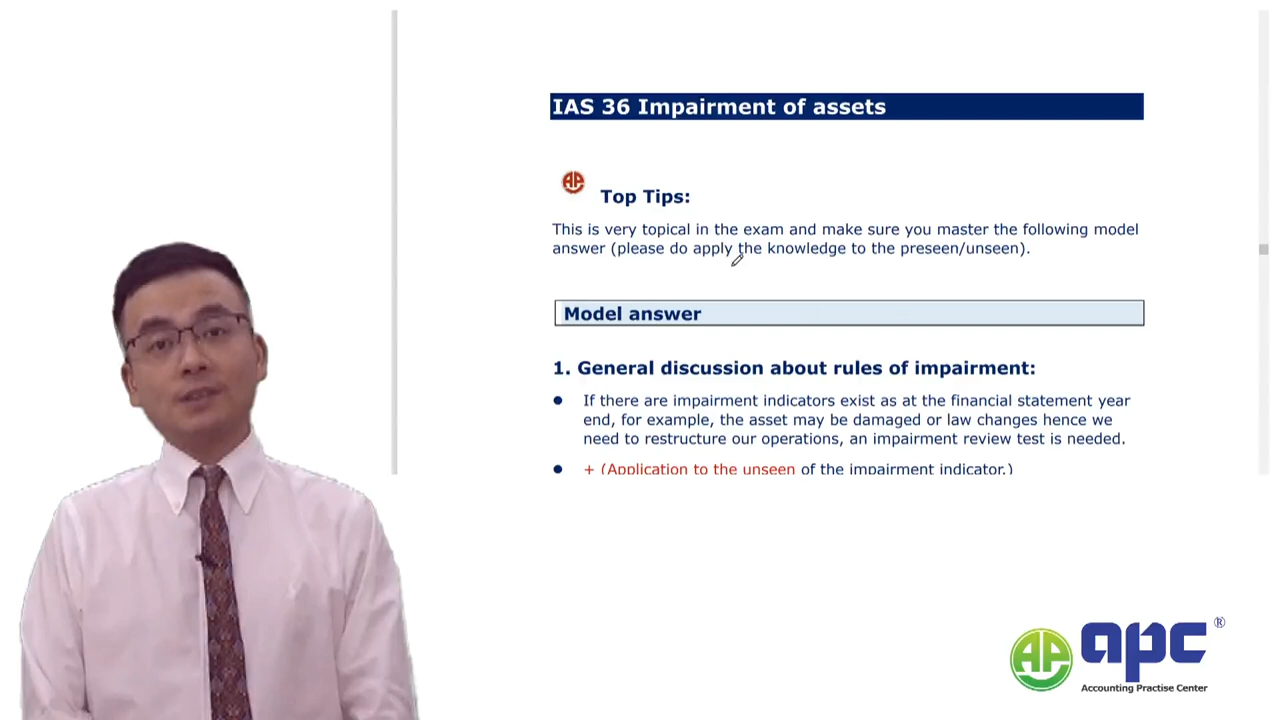 IAS 36 Impairment of assets
AP
Top Tips:
This is very topical in the exam and make sure you master the following model
answer (please do apply the knowledge to the preseen/unseen).
Model answer
1. General discussion about rules of impairment:
● If there are impairment indicators exist as at the financial statement year
end, for example, the asset may be damaged or law changes hence we
need to restructure our operations, an impairment review test is needed.
● + (Application to the unseen of the impairment indicator.)
AP apc ®
Accounting Practise Center